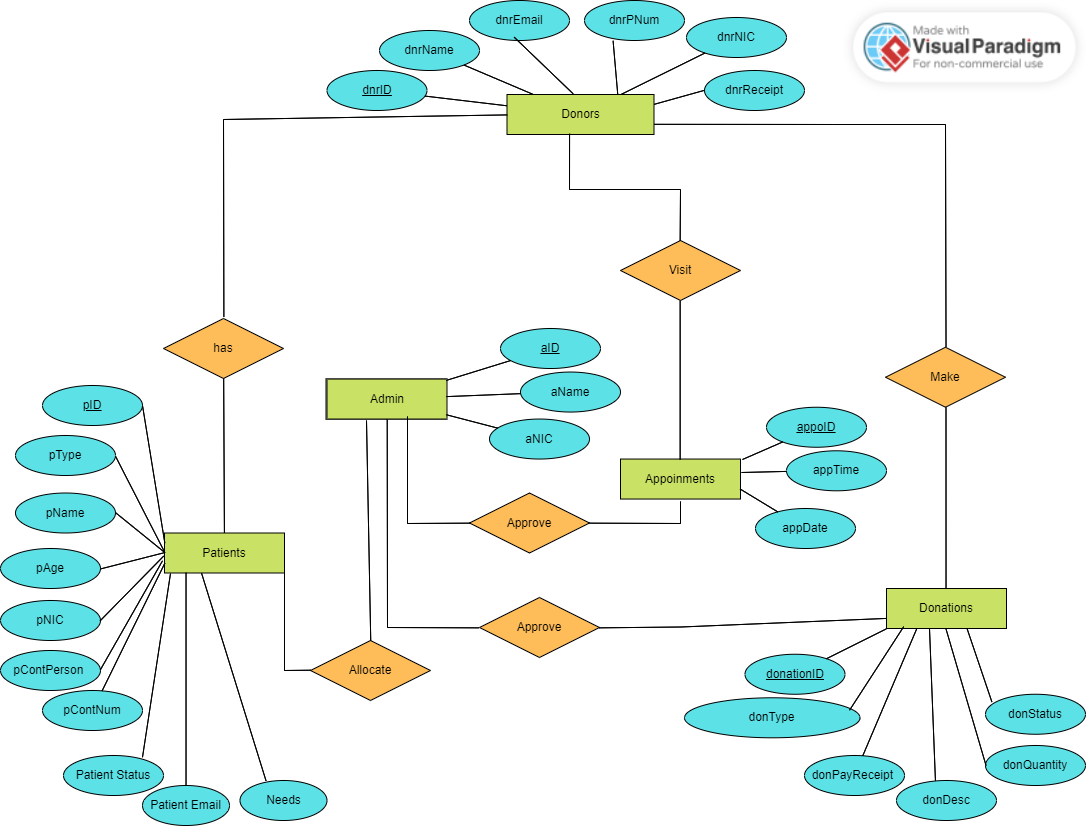 dnrEmail
dnrPNum
dnrNIC
dnrName
dnrID
dnrReceipt
Donors
Made with
Visual Paradigm
For non-commercial use
Visit
has
Make
aID
aName
aNIC
Admin
pID
pType
pName
pAge
pNIC
pContPerson
pContNum
Patient Status
Patient Email
Needs
Patients
appoID
appTime
appDate
Appoinments
Approve
Approve
Allocate
Donations
donationID
donType
donPayReceipt
donDesc
donQuantity
donStatus